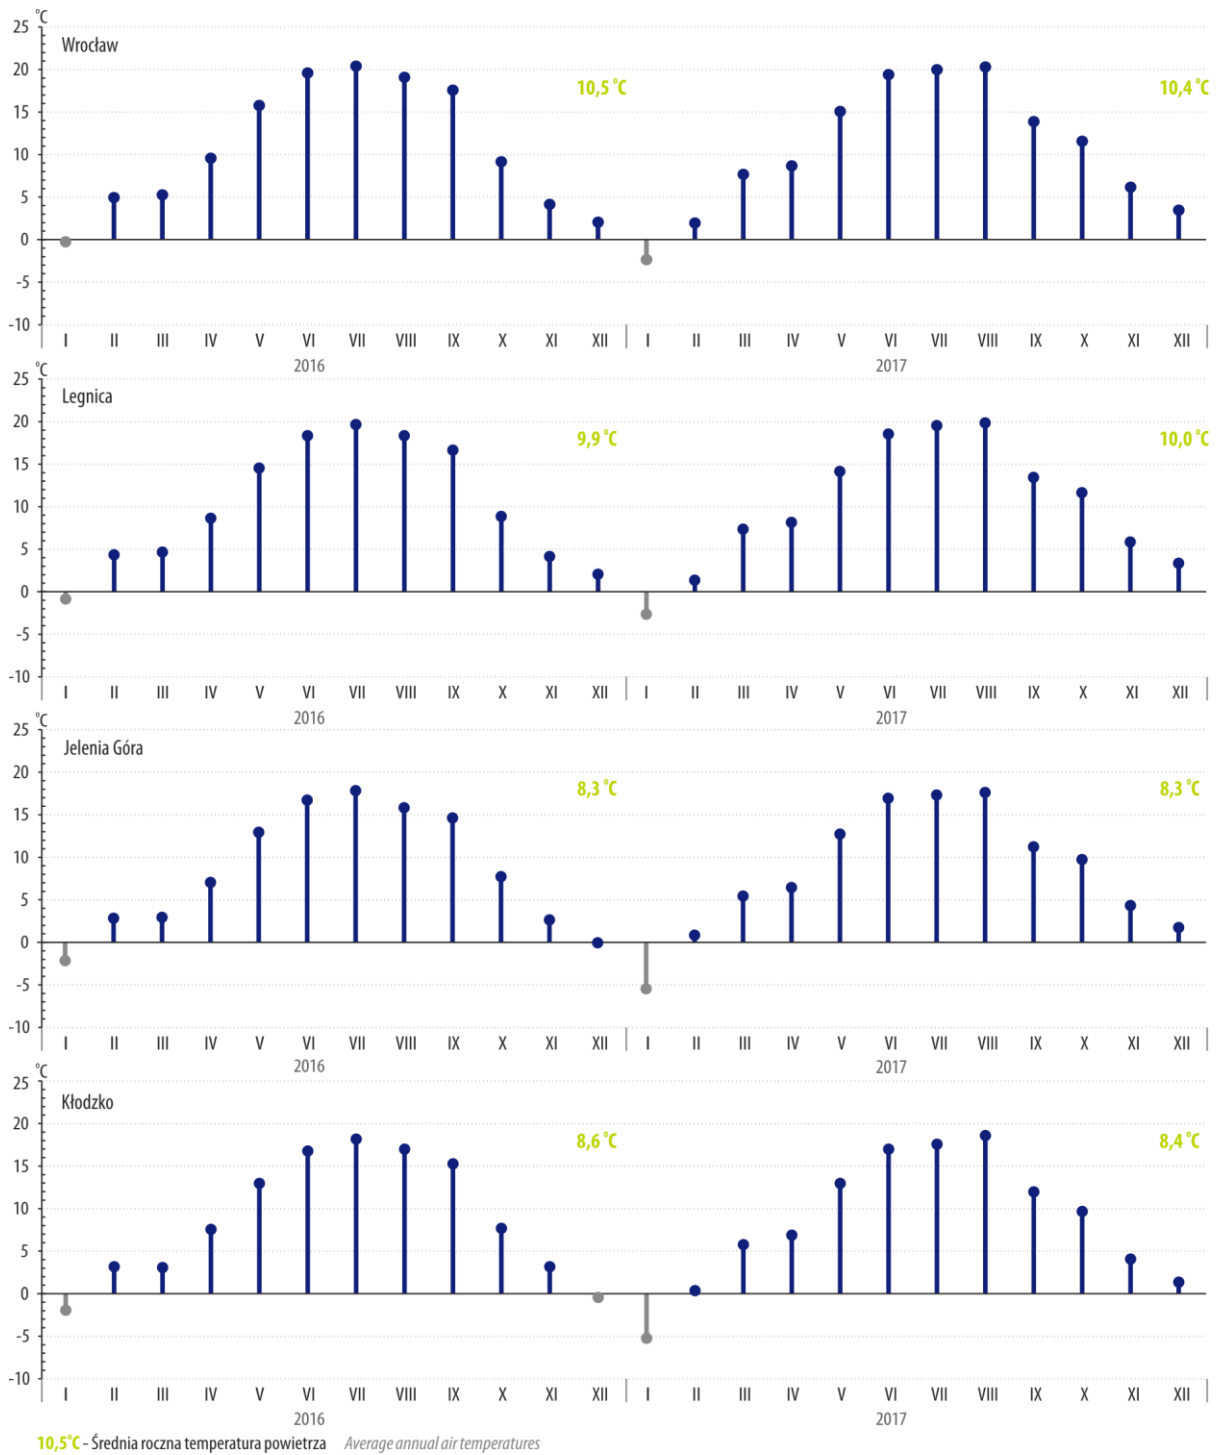 °C
25
Wrocław
20
10,5 °C
10,4 °C
15
10
5
0
-5
-10
I II III IV V VI VII VIII IX X XI XII I II III IV V VI VII VIII IX X XI XII
2016 2017
°C
25
Legnica
20
9,9 °C
10,0 °C
15
10
5
0
-5
-10
I II III IV V VI VII VIII IX X XI XII I II III IV V VI VII VIII IX X XI XII
2016 2017
°C
25
Jelenia Góra
20
8,3 °C
8,3 °C
15
10
5
0
-5
-10
I II III IV V VI VII VIII IX X XI XII I II III IV V VI VII VIII IX X XI XII
2016 2017
°C
25
Kłodzko
20
8,6 °C
8,4 °C
15
10
5
0
-5
-10
I II III IV V VI VII VIII IX X XI XII I II III IV V VI VII VIII IX X XI XII
2016 2017
10,5°C - Średnia roczna temperatura powietrza Average annual air temperatures